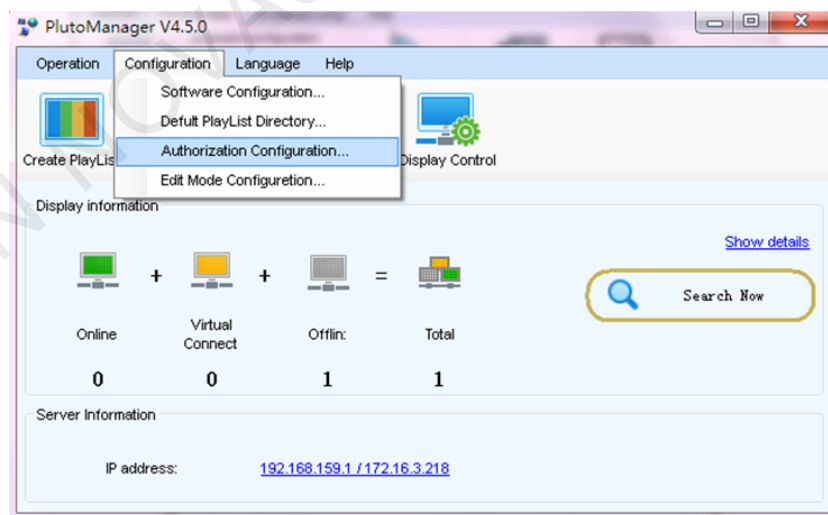 PlutoManager V4.5.0
Operation Configuration Language Help
Software Configuration...
Defult PlayList Directory...
Authorization Configuration...
Edit Mode Configuretion...
Create PlayLis
Display Control
Display information
Show details
+ + =
Search Now
Online Virtual Connect Offlin: Total
0 0 1 1
Server Information
IP address: 192.168.159.1 / 172.16.3.218